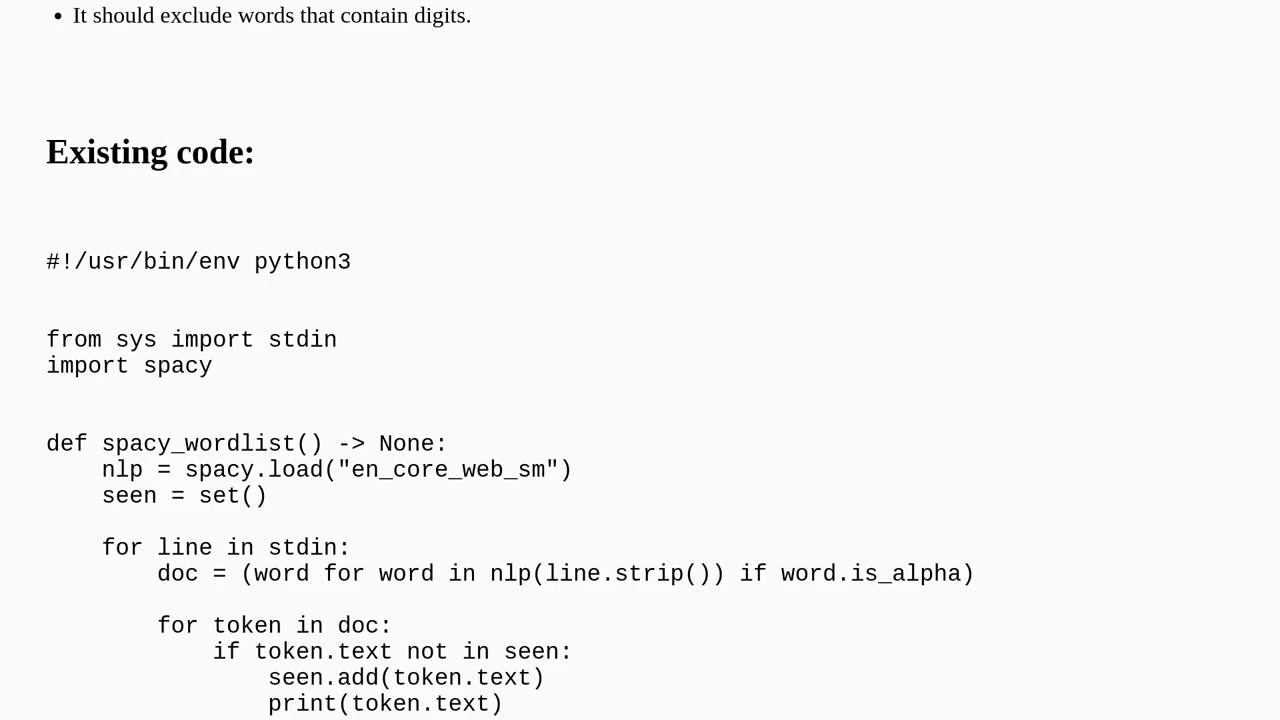 • It should exclude words that contain digits.
Existing code:
#!/usr/bin/env python3
from sys import stdin
import spacy
def spacy_wordlist() -> None:
    nlp = spacy.load("en_core_web_sm")
    seen = set()
    for line in stdin:
        doc = (word for word in nlp(line.strip()) if word.is_alpha)
        for token in doc:
            if token.text not in seen:
                seen.add(token.text)
                print(token.text)